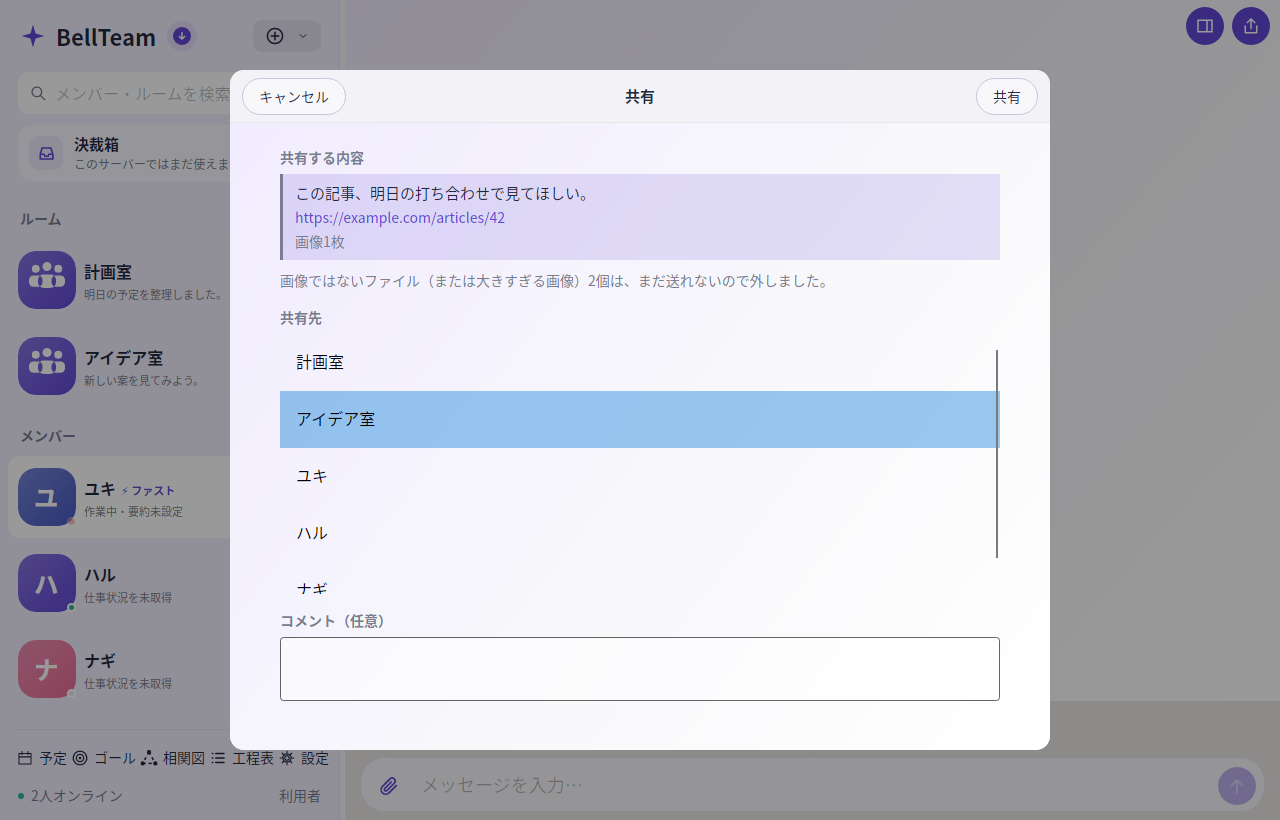 BellTeam
メンバー・ルームを検索
決裁箱
このサーバーではまだ使えま
ルーム
計画室
明日の予定を整理しました。
アイデア室
新しい案を見てみよう。
メンバー
ユ
ユキ ⚡ファスト
作業中・要約未設定
ハ
ハル
仕事状況を未取得
ナ
ナギ
仕事状況を未取得
予定 ゴール 相関図 工程表 設定
2人オンライン 利用者
キャンセル 共有 共有
共有する内容
この記事、明日の打ち合わせで見てほしい。
https://example.com/articles/42
画像1枚
画像ではないファイル（または大きすぎる画像）2個は、まだ送れないので外しました。
共有先
計画室
アイデア室
ユキ
ハル
ナギ
コメント（任意）
メッセージを入力…